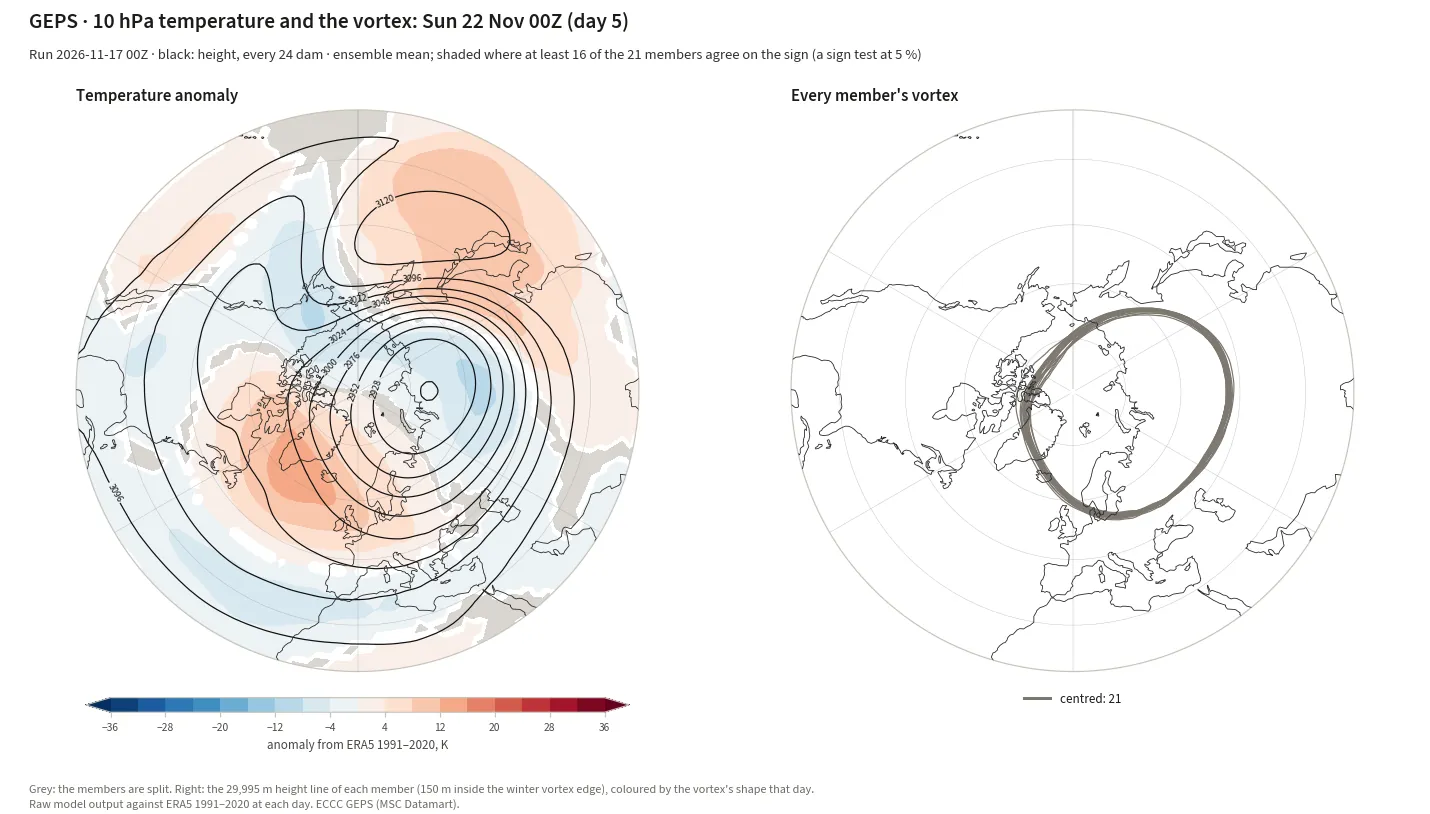 GEPS · 10 hPa temperature and the vortex: Sun 22 Nov 00Z (day 5)
Run 2026-11-17 00Z · black: height, every 24 dam · ensemble mean; shaded where at least 16 of the 21 members agree on the sign (a sign test at 5 %)
Temperature anomaly
Every member's vortex
3120
3096
3072
3048
3024
3000
2976
2952
2928
3096
centred: 21
−36 −28 −20 −12 −4 4 12 20 28 36
anomaly from ERA5 1991–2020, K
Grey: the members are split. Right: the 29,995 m height line of each member (150 m inside the winter vortex edge), coloured by the vortex's shape that day.
Raw model output against ERA5 1991–2020 at each day. ECCC GEPS (MSC Datamart).